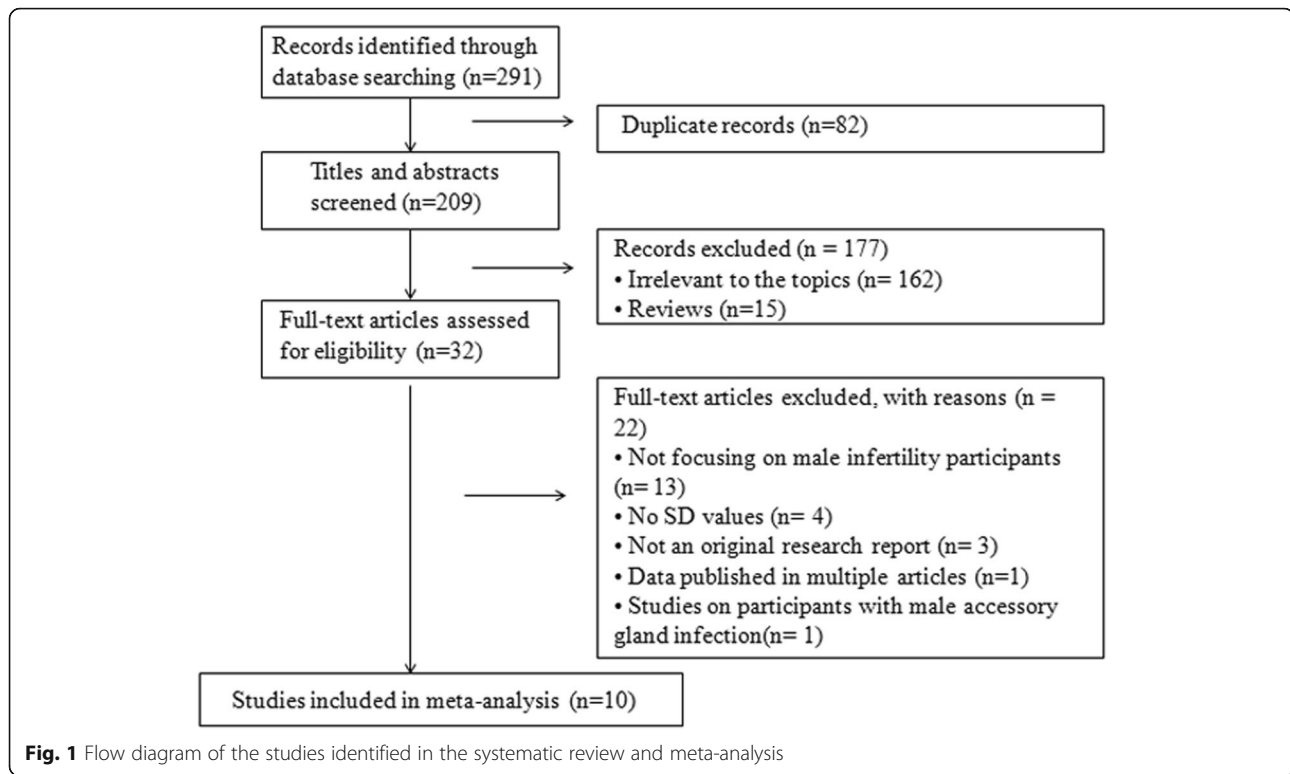 Records identified through
database searching (n=291)
Duplicate records (n=82)
Titles and abstracts
screened (n=209)
Records excluded (n = 177)
• Irrelevant to the topics (n= 162)
• Reviews (n=15)
Full-text articles assessed
for eligibility (n=32)
Full-text articles excluded, with reasons (n =
22)
• Not focusing on male infertility participants
(n= 13)
• No SD values (n= 4)
• Not an original research report (n= 3)
• Data published in multiple articles (n=1)
• Studies on participants with male accessory
gland infection(n= 1)
Studies included in meta-analysis (n=10)
Fig. 1 Flow diagram of the studies identified in the systematic review and meta-analysis